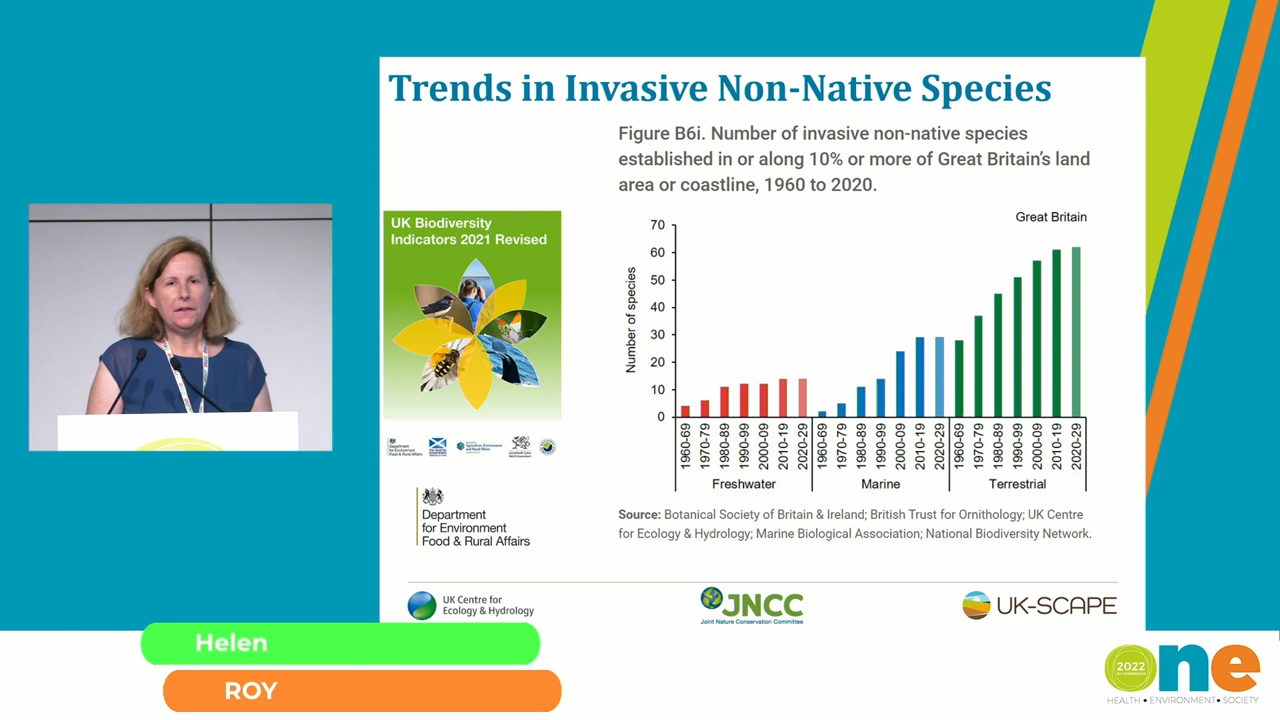 Trends in Invasive Non-Native Species
Figure B6i. Number of invasive non-native species
established in or along 10% or more of Great Britain's land
area or coastline, 1960 to 2020.
UK Biodiversity
Indicators 2021 Revised
Great Britain
Number of species
70
60
50
40
30
20
10
0
1960-69
1970-79
1980-89
1990-99
2000-09
2010-19
2020-29
1960-69
1970-79
1980-89
1990-99
2000-09
2010-19
2020-29
1960-69
1970-79
1980-89
1990-99
2000-09
2010-19
2020-29
Freshwater
Marine
Terrestrial
Department
for Environment
Food & Rural Affairs
Source: Botanical Society of Britain & Ireland; British Trust for Ornithology; UK Centre
for Ecology & Hydrology; Marine Biological Association; National Biodiversity Network.
UK Centre for
Ecology & Hydrology
JNCC
Joint Nature Conservation Committee
UK-SCAPE
Helen
ROY
2022
one
HEALTH • ENVIRONMENT • SOCIETY